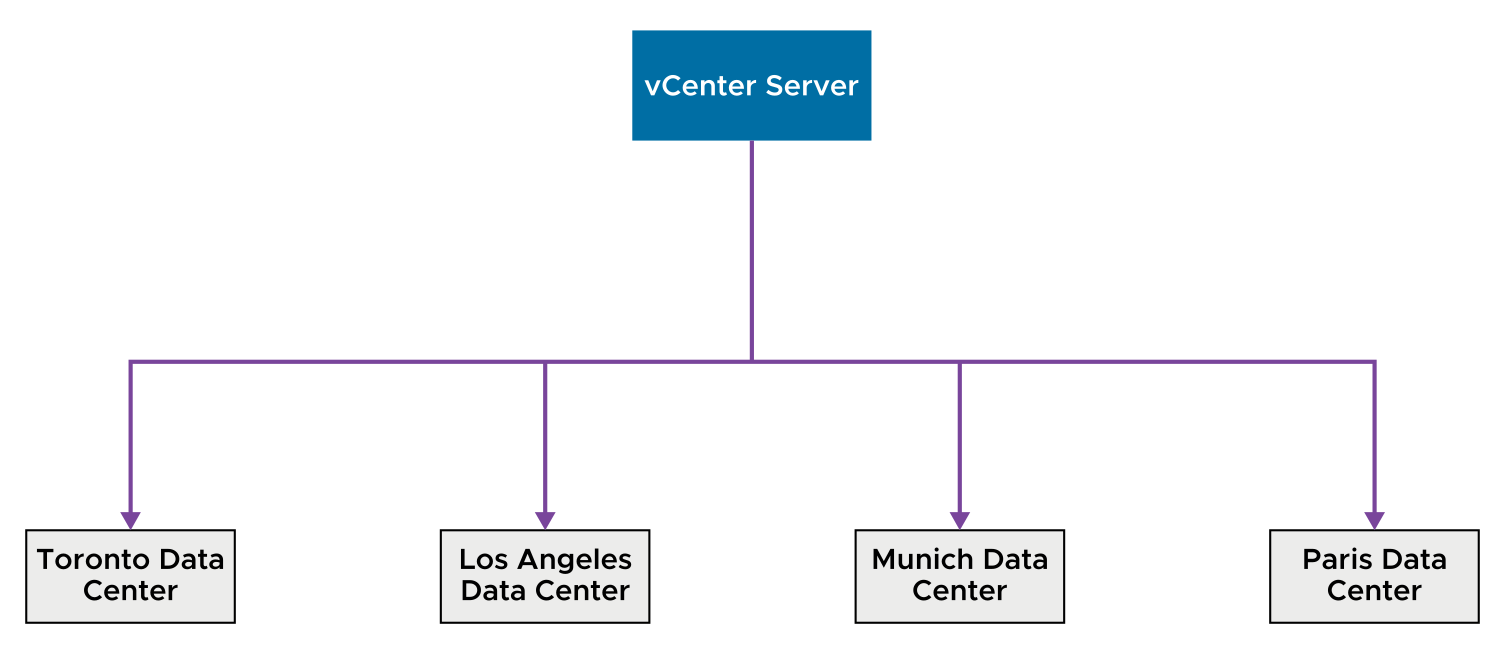 vCenter Server
Toronto Data
Center
Los Angeles
Data Center
Munich Data
Center
Paris Data
Center